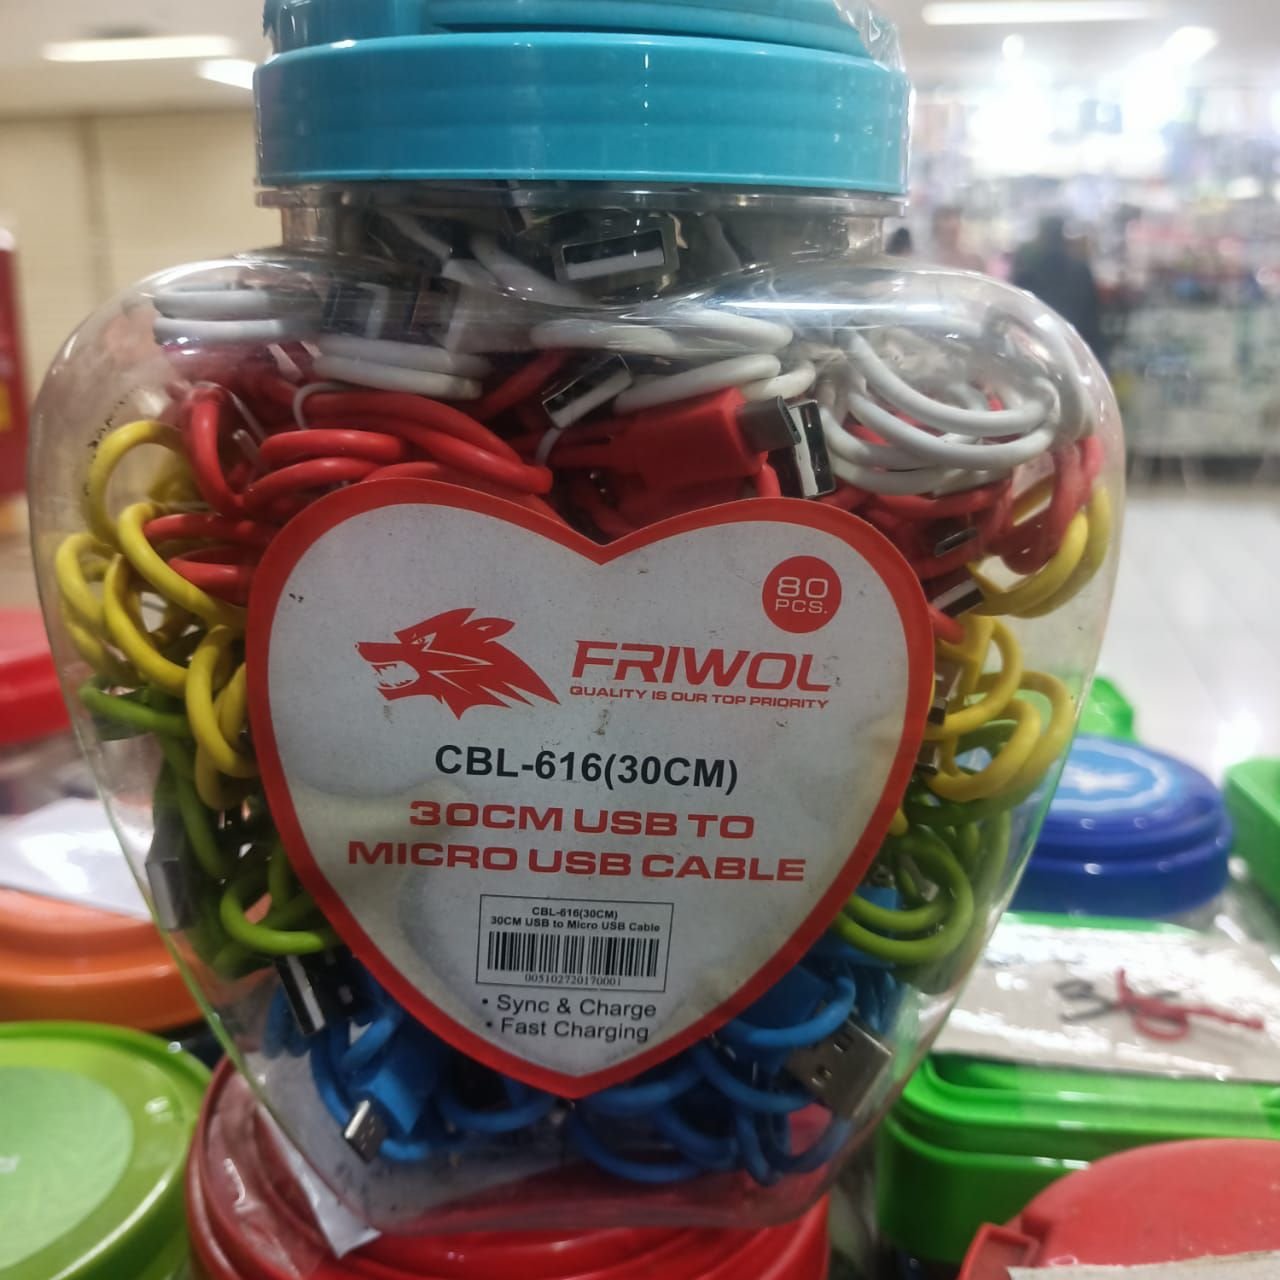 80
PCS.
FRIWOL
QUALITY IS OUR TOP PRIORITY
CBL-616(30CM)
30CM USB TO
MICRO USB CABLE
CBL-616(30CM)
30CM USB to Micro USB Cable
005102720170001
• Sync & Charge
• Fast Charging